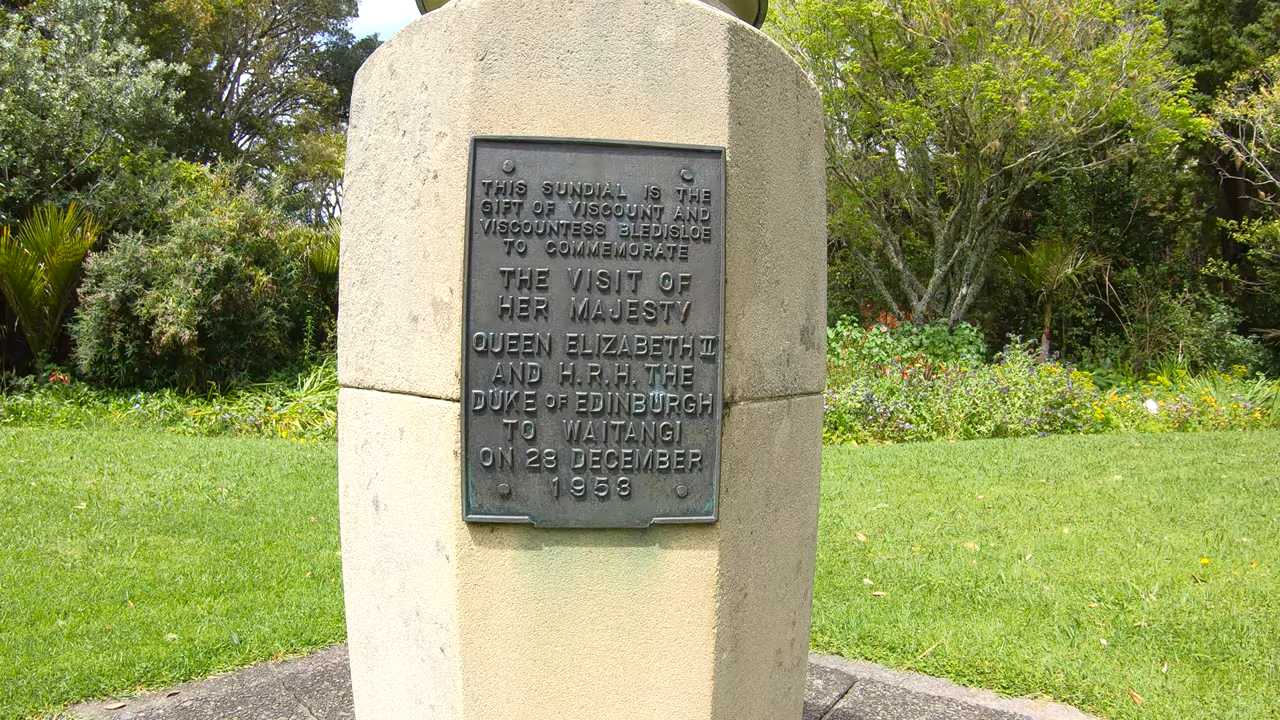 THIS SUNDIAL IS THE
GIFT OF VISCOUNT AND
VISCOUNTESS BLEDISLOE
TO COMMEMORATE
THE VISIT OF
HER MAJESTY
QUEEN ELIZABETH II
AND H.R.H. THE
DUKE OF EDINBURGH
TO WAITANGI
ON 28 DECEMBER
1953